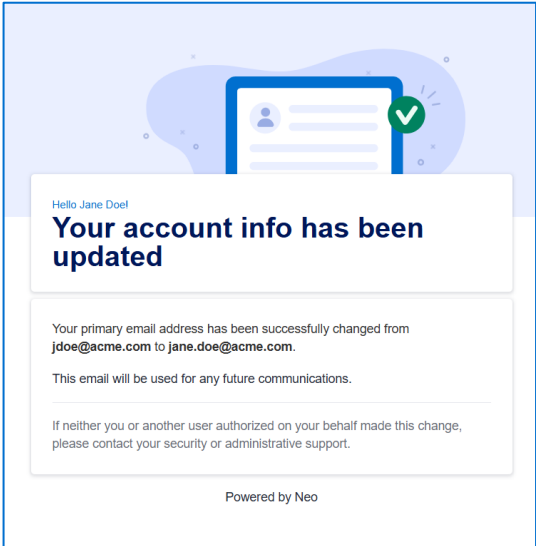 Hello Jane Doe!
Your account info has been
updated
Your primary email address has been successfully changed from
jdoe@acme.com to jane.doe@acme.com.
This email will be used for any future communications.
If neither you or another user authorized on your behalf made this change,
please contact your security or administrative support.
Powered by Neo